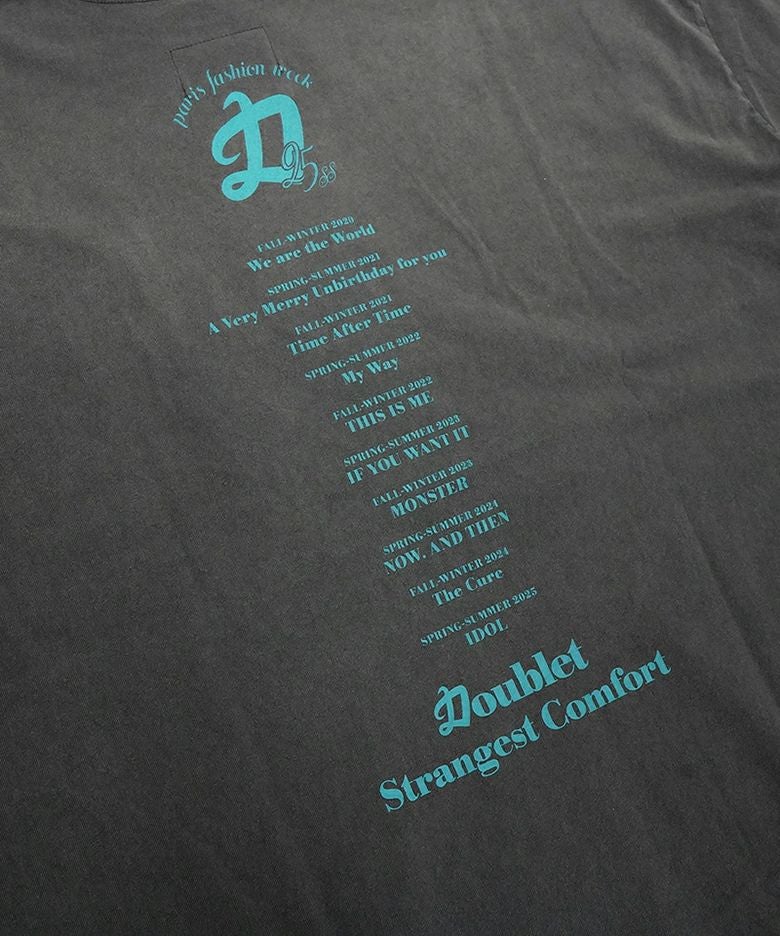 paris fashion week
D
25 ss
FALL-WINTER 2020
We are the World
SPRING-SUMMER 2021
A Very Merry Unbirthday for you
FALL-WINTER 2021
Time After Time
SPRING-SUMMER 2022
My Way
FALL-WINTER 2022
THIS IS ME
SPRING-SUMMER 2023
IF YOU WANT IT
FALL-WINTER 2023
MONSTER
SPRING-SUMMER 2024
NOW, AND THEN
FALL-WINTER 2024
The Cure
SPRING-SUMMER 2025
IDOL
Doublet
Strangest Comfort